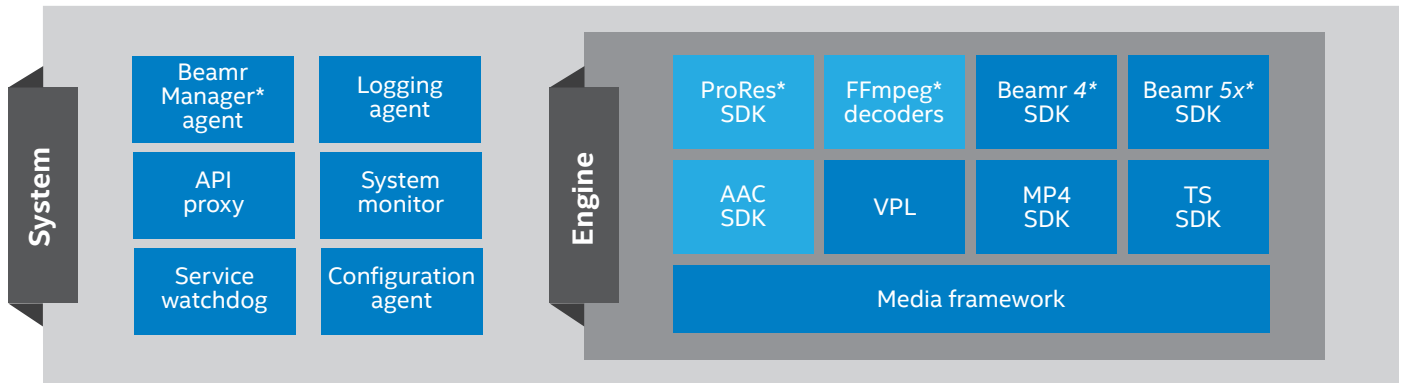 System
Beamr
Manager*
agent
Logging
agent
API
proxy
System
monitor
Service
watchdog
Configuration
agent
Engine
ProRes*
SDK
FFmpeg*
decoders
Beamr 4*
SDK
Beamr 5x*
SDK
AAC
SDK
VPL
MP4
SDK
TS
SDK
Media framework